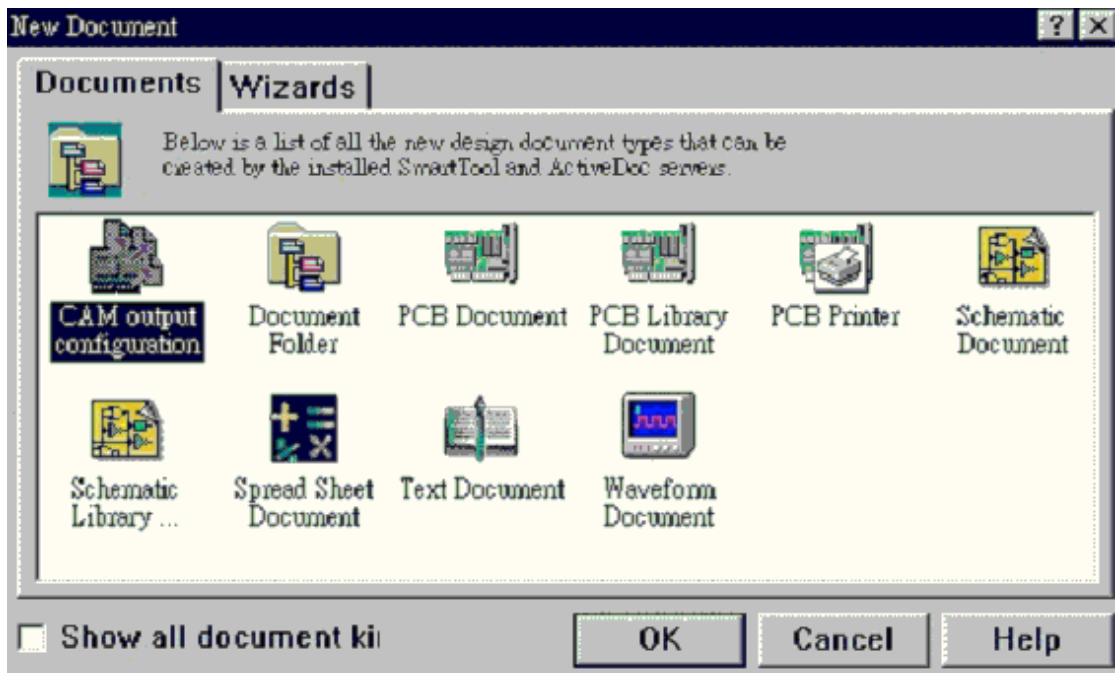 New Document
Documents
Wizards
Below is a list of all the new design document types that can be
created by the installed SmartTool and ActiveDoc servers.
CAM output
configuration
Document
Folder
PCB Document
PCB Library
Document
PCB Printer
Schematic
Document
Schematic
Library ...
Spread Sheet
Document
Text Document
Waveform
Document
Show all document ki
OK
Cancel
Help